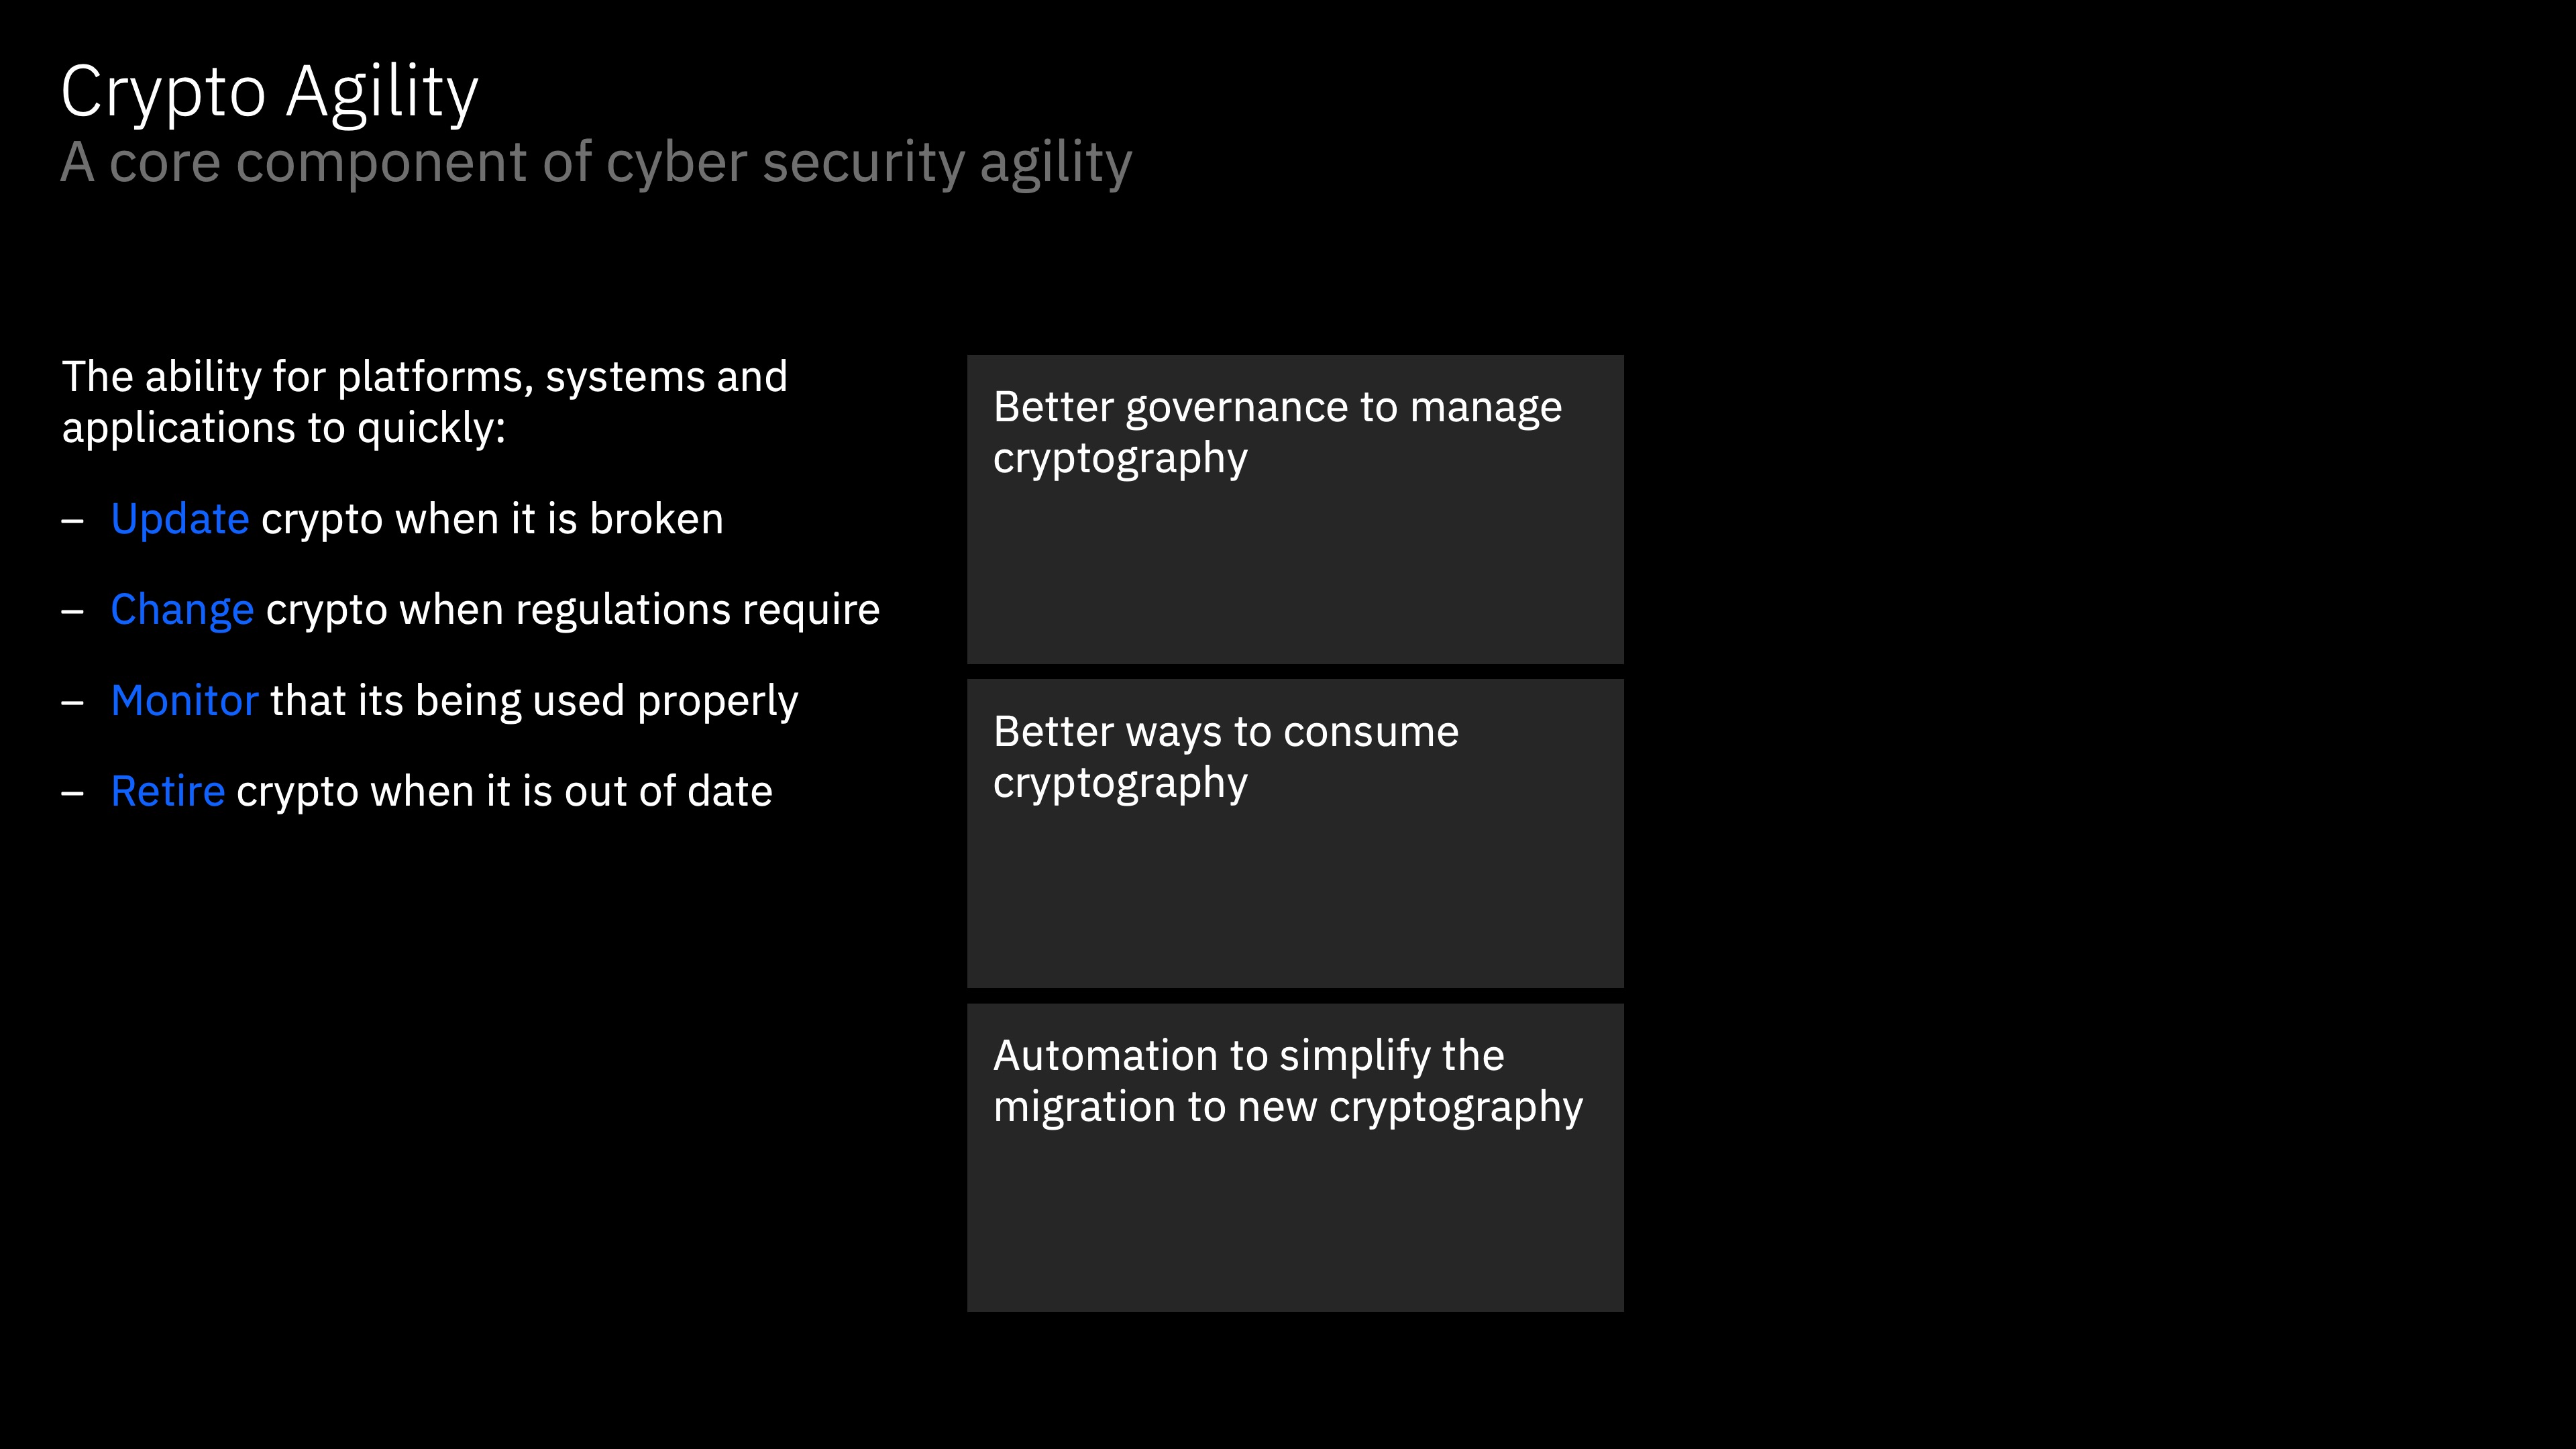 Crypto Agility
A core component of cyber security agility
The ability for platforms, systems and
applications to quickly:
– Update crypto when it is broken
– Change crypto when regulations require
– Monitor that its being used properly
– Retire crypto when it is out of date
Better governance to manage
cryptography
Better ways to consume
cryptography
Automation to simplify the
migration to new cryptography